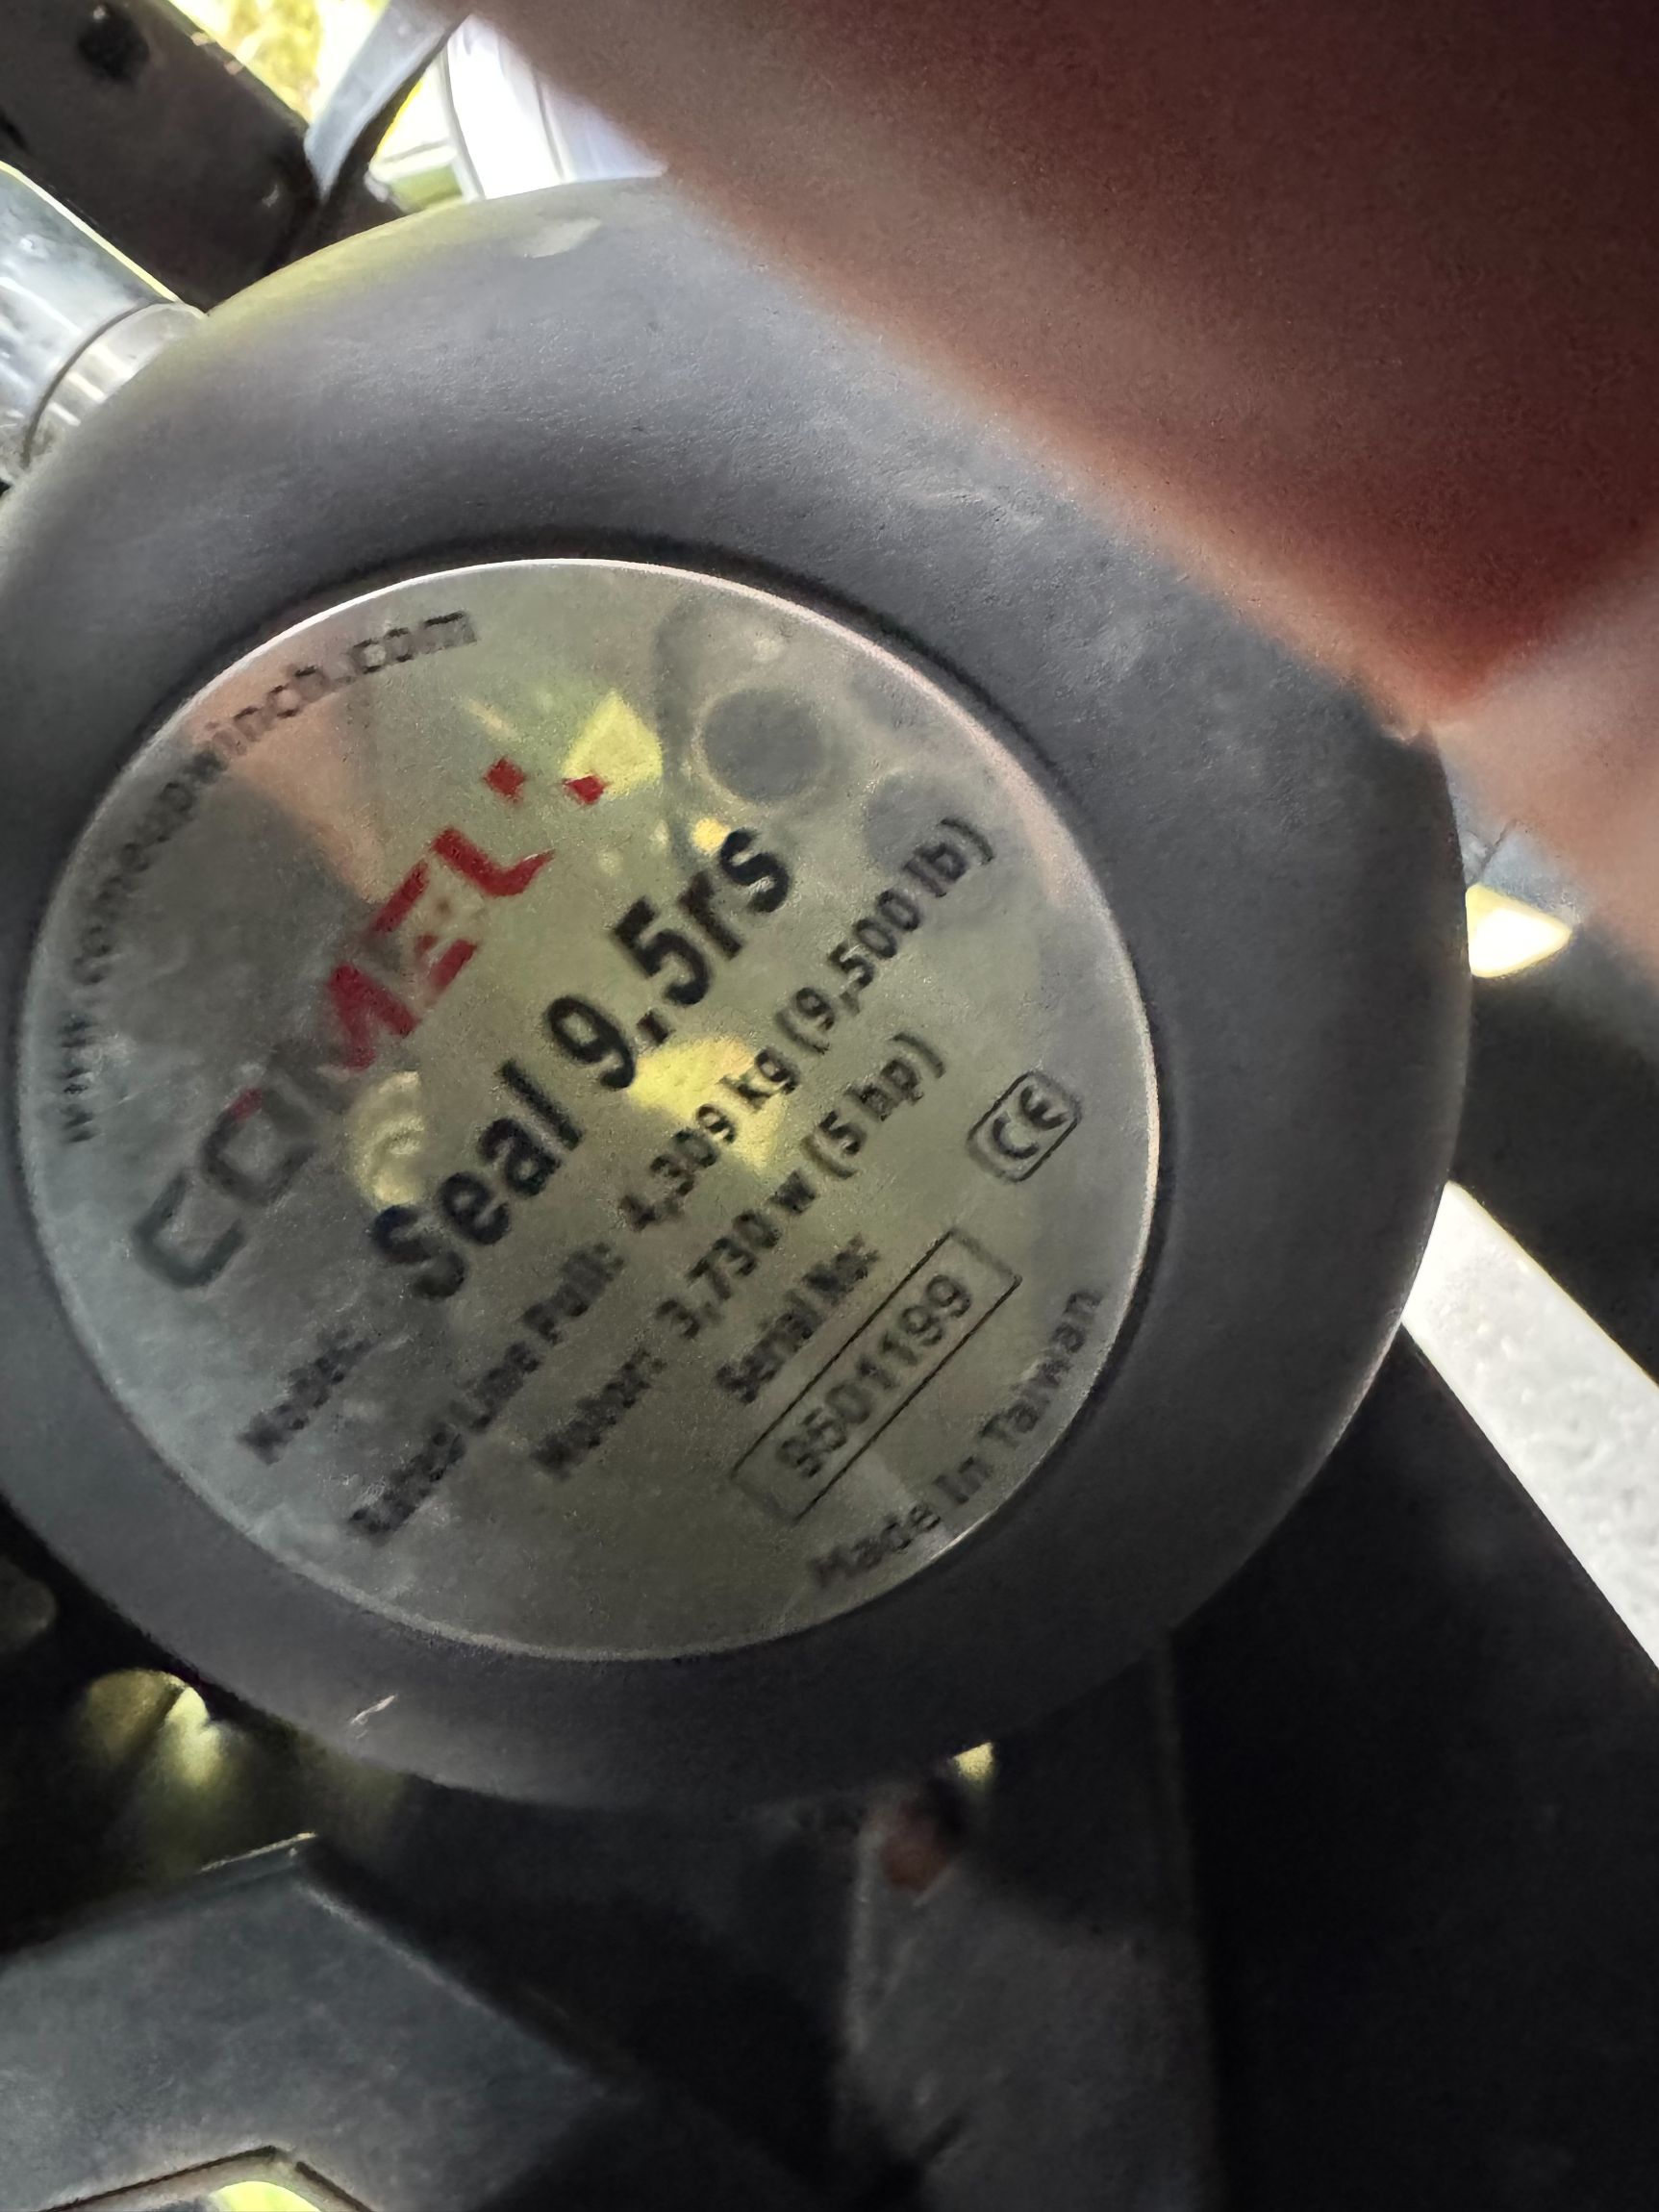 www.comeupwinch.com
COMEUP
Model:
Seal 9.5rs
Rated Line Pull: 4,309 kg (9,500 lb)
Motor: 3,730 w (5 hp)
Serial No:
9501199
CE
Made In Taiwan